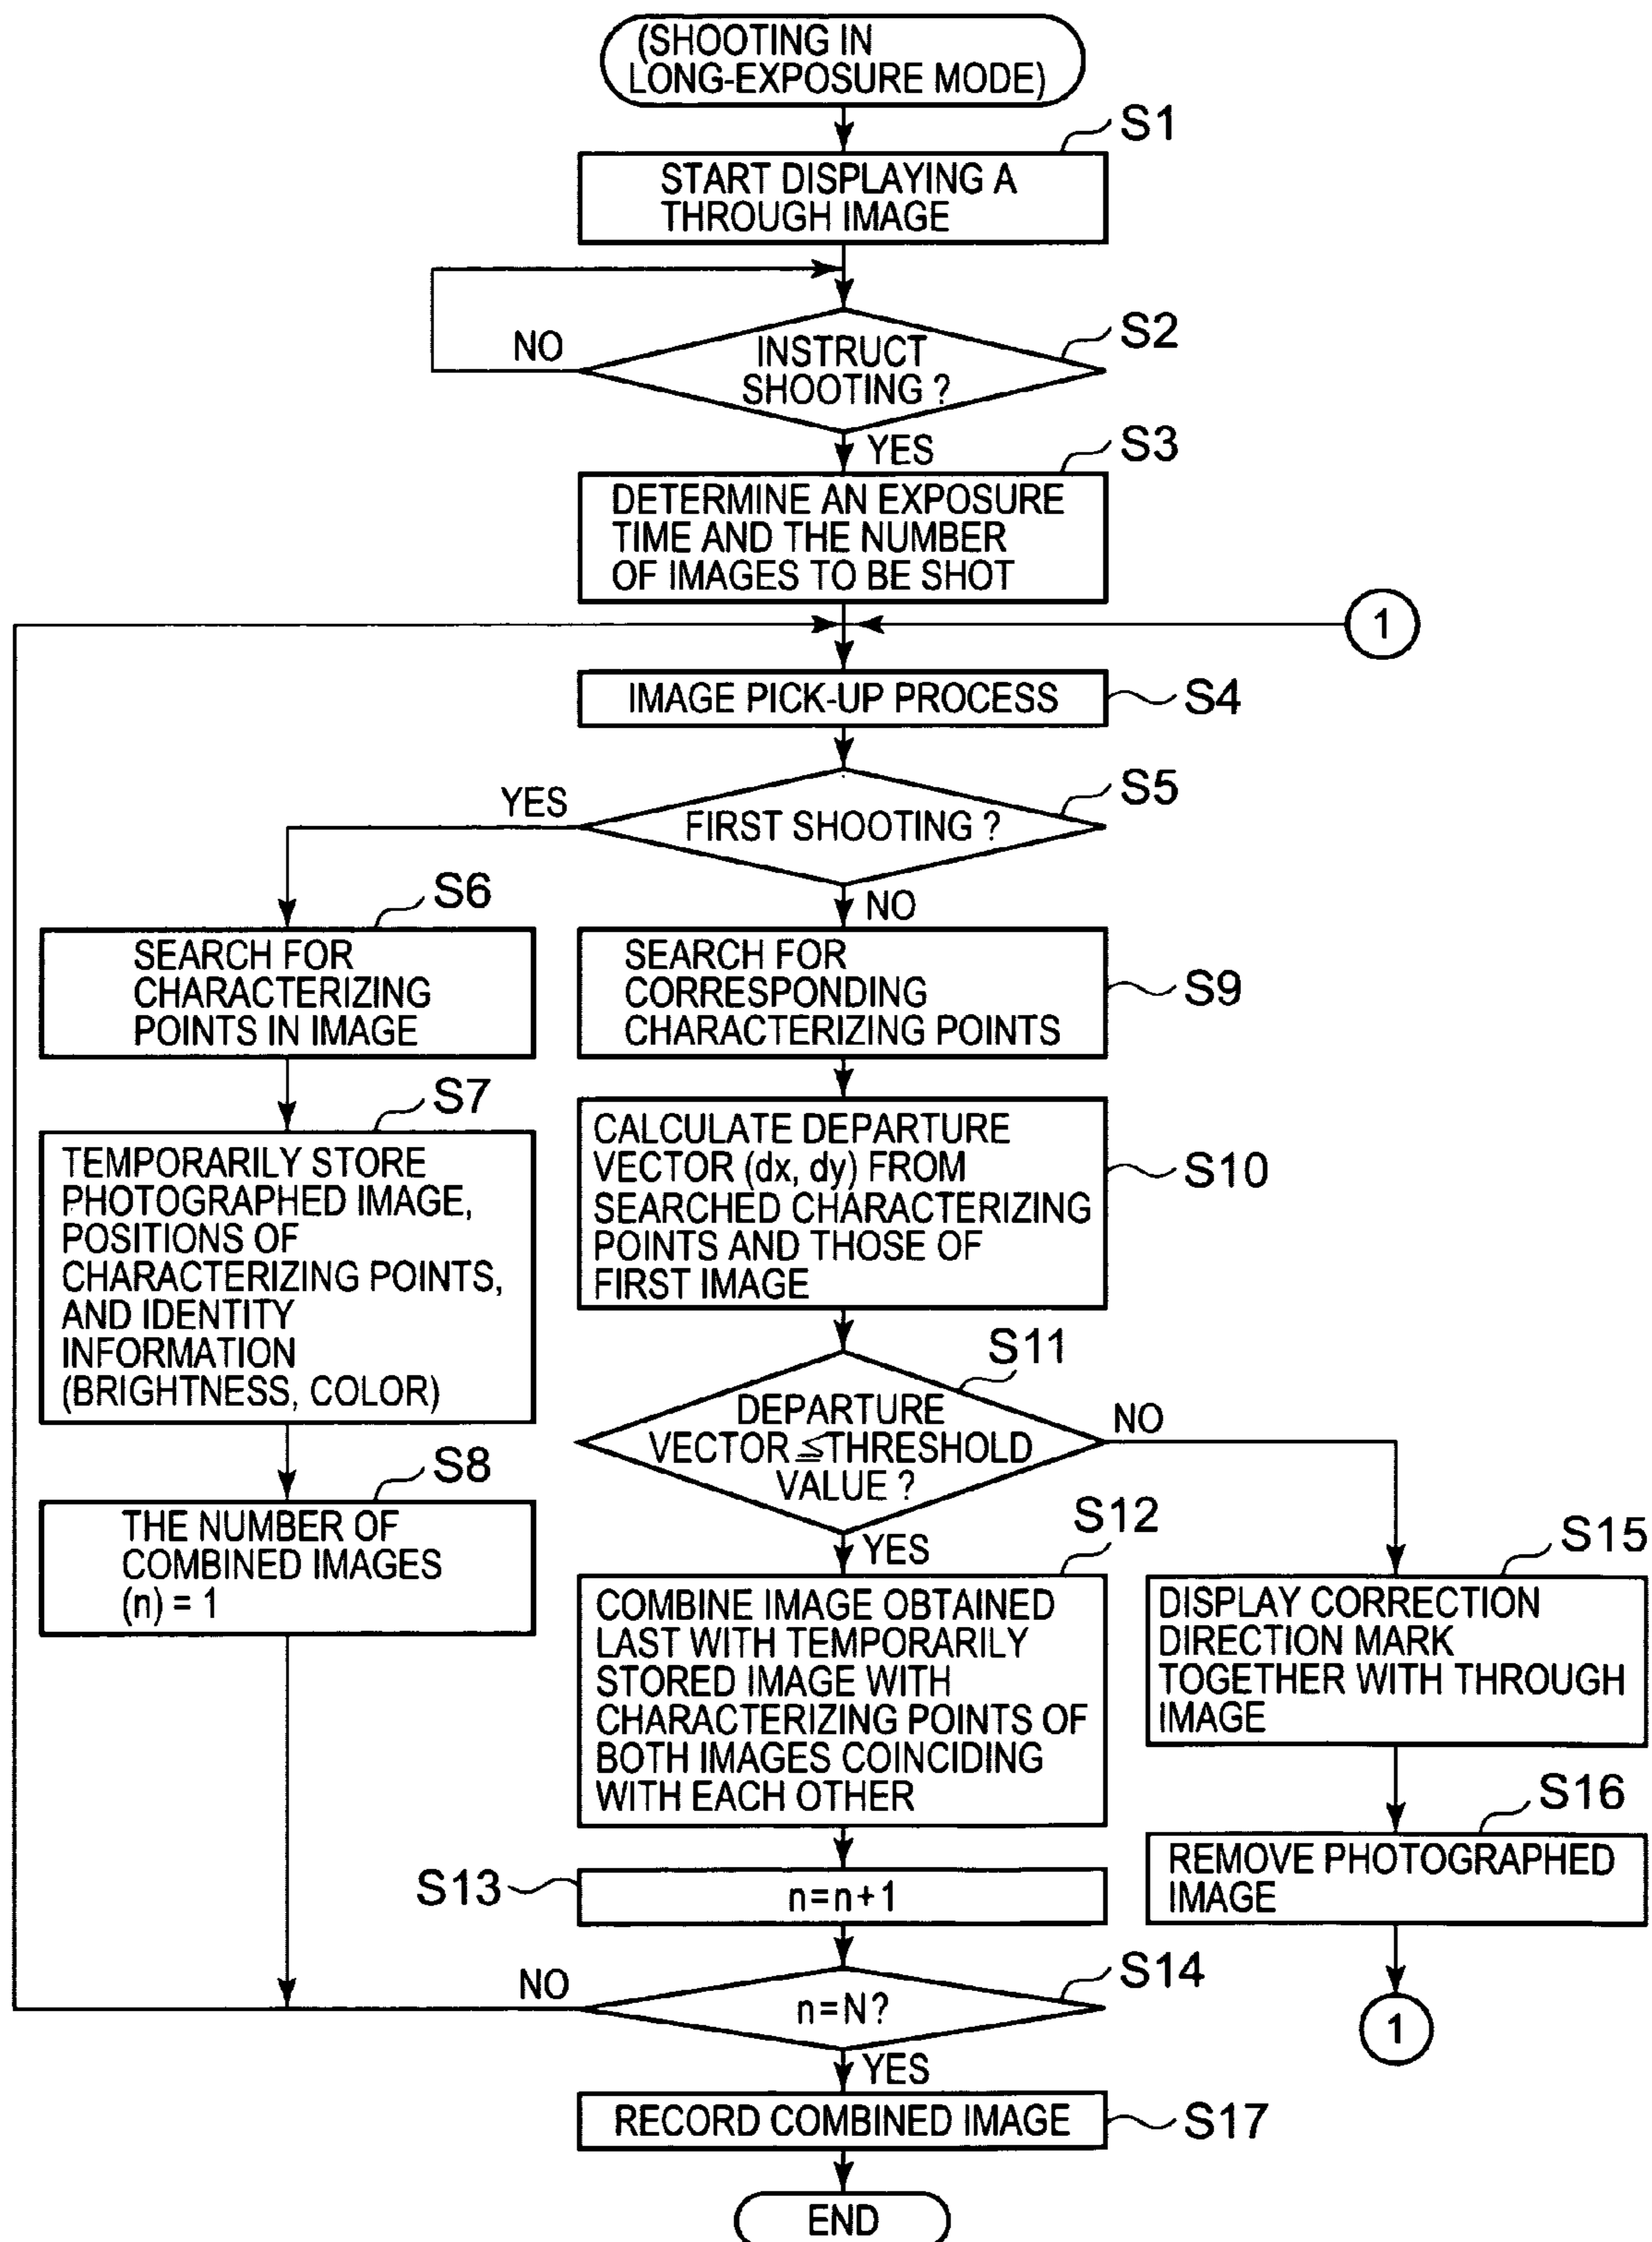 (SHOOTING IN
LONG-EXPOSURE MODE)
S1
START DISPLAYING A
THROUGH IMAGE
S2
NO
INSTRUCT
SHOOTING ?
YES
S3
DETERMINE AN EXPOSURE
TIME AND THE NUMBER
OF IMAGES TO BE SHOT
1
IMAGE PICK-UP PROCESS
S4
S5
YES
FIRST SHOOTING ?
NO
S6
SEARCH FOR
CHARACTERIZING
POINTS IN IMAGE
S7
TEMPORARILY STORE
PHOTOGRAPHED IMAGE,
POSITIONS OF
CHARACTERIZING POINTS,
AND IDENTITY
INFORMATION
(BRIGHTNESS, COLOR)
S8
THE NUMBER OF
COMBINED IMAGES
(n) = 1
SEARCH FOR
CORRESPONDING
CHARACTERIZING POINTS
S9
CALCULATE DEPARTURE
VECTOR (dx, dy) FROM
SEARCHED CHARACTERIZING
POINTS AND THOSE OF
FIRST IMAGE
S10
S11
DEPARTURE
VECTOR ≦ THRESHOLD
VALUE ?
NO
YES
S12
COMBINE IMAGE OBTAINED
LAST WITH TEMPORARILY
STORED IMAGE WITH
CHARACTERIZING POINTS OF
BOTH IMAGES COINCIDING
WITH EACH OTHER
S15
DISPLAY CORRECTION
DIRECTION MARK
TOGETHER WITH THROUGH
IMAGE
S16
REMOVE PHOTOGRAPHED
IMAGE
1
S13
n=n+1
S14
NO
n=N?
YES
RECORD COMBINED IMAGE
S17
END